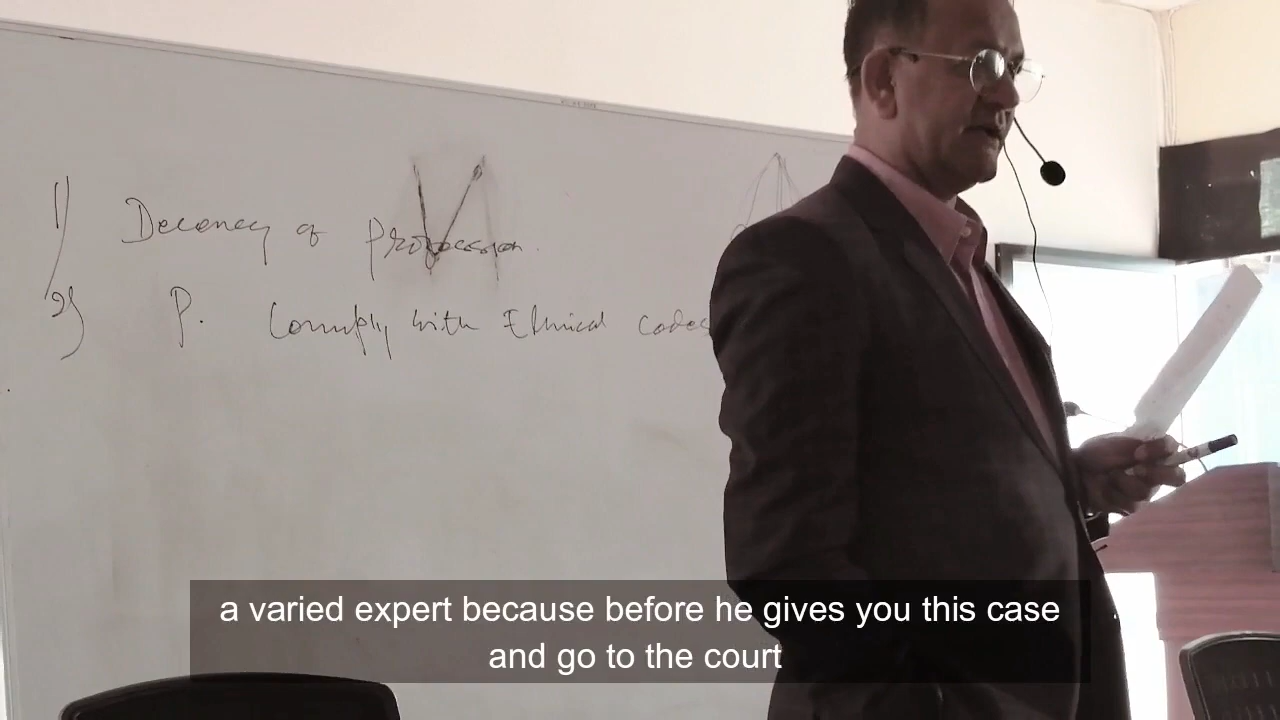 1) Decency of Profession.
2) P. Comply with Ethical codes
a varied expert because before he gives you this case
and go to the court